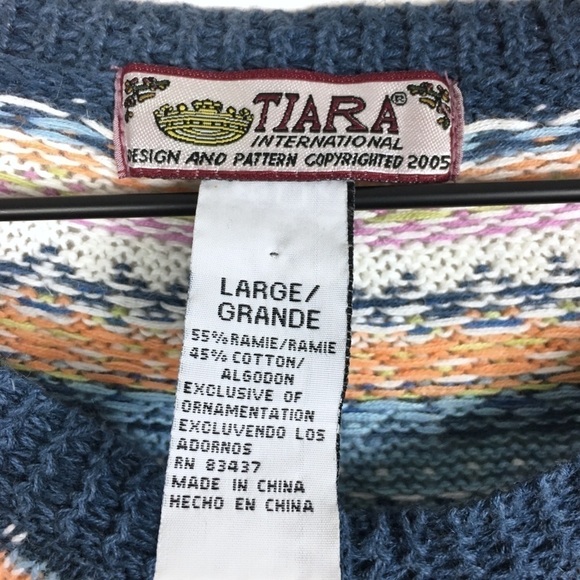 TIARA®
INTERNATIONAL
DESIGN AND PATTERN COPYRIGHTED 2005
LARGE/
GRANDE
55% RAMIE/RAMIE
45% COTTON/
ALGODON
EXCLUSIVE OF
ORNAMENTATION
EXCLUVENDO LOS
ADORNOS
RN 83437
MADE IN CHINA
HECHO EN CHINA